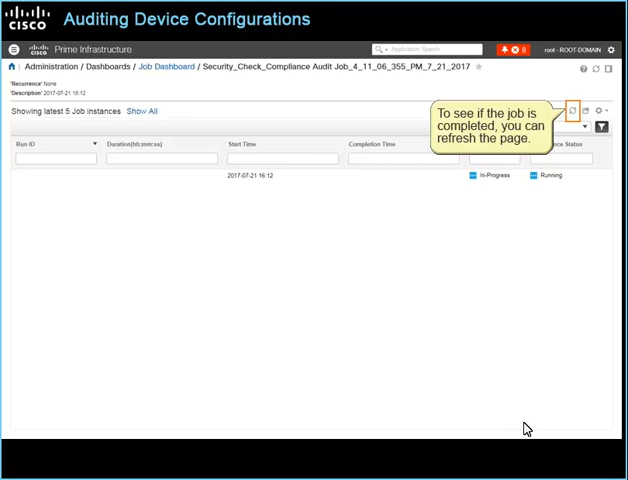 cisco Auditing Device Configurations
cisco Prime Infrastructure Application Search 8 root - ROOT-DOMAIN
Administration / Dashboards / Job Dashboard / Security_Check_Compliance Audit Job_4_11_06_355_PM_7_21_2017
'Recurrence' None
'Description' 2017-07-21 16:12
Showing latest 5 Job instances Show All
To see if the job is
completed, you can
refresh the page.
Run ID Duration(hh:mm:ss) Start Time Completion Time nce Status
2017-07-21 16:12 In-Progress Running